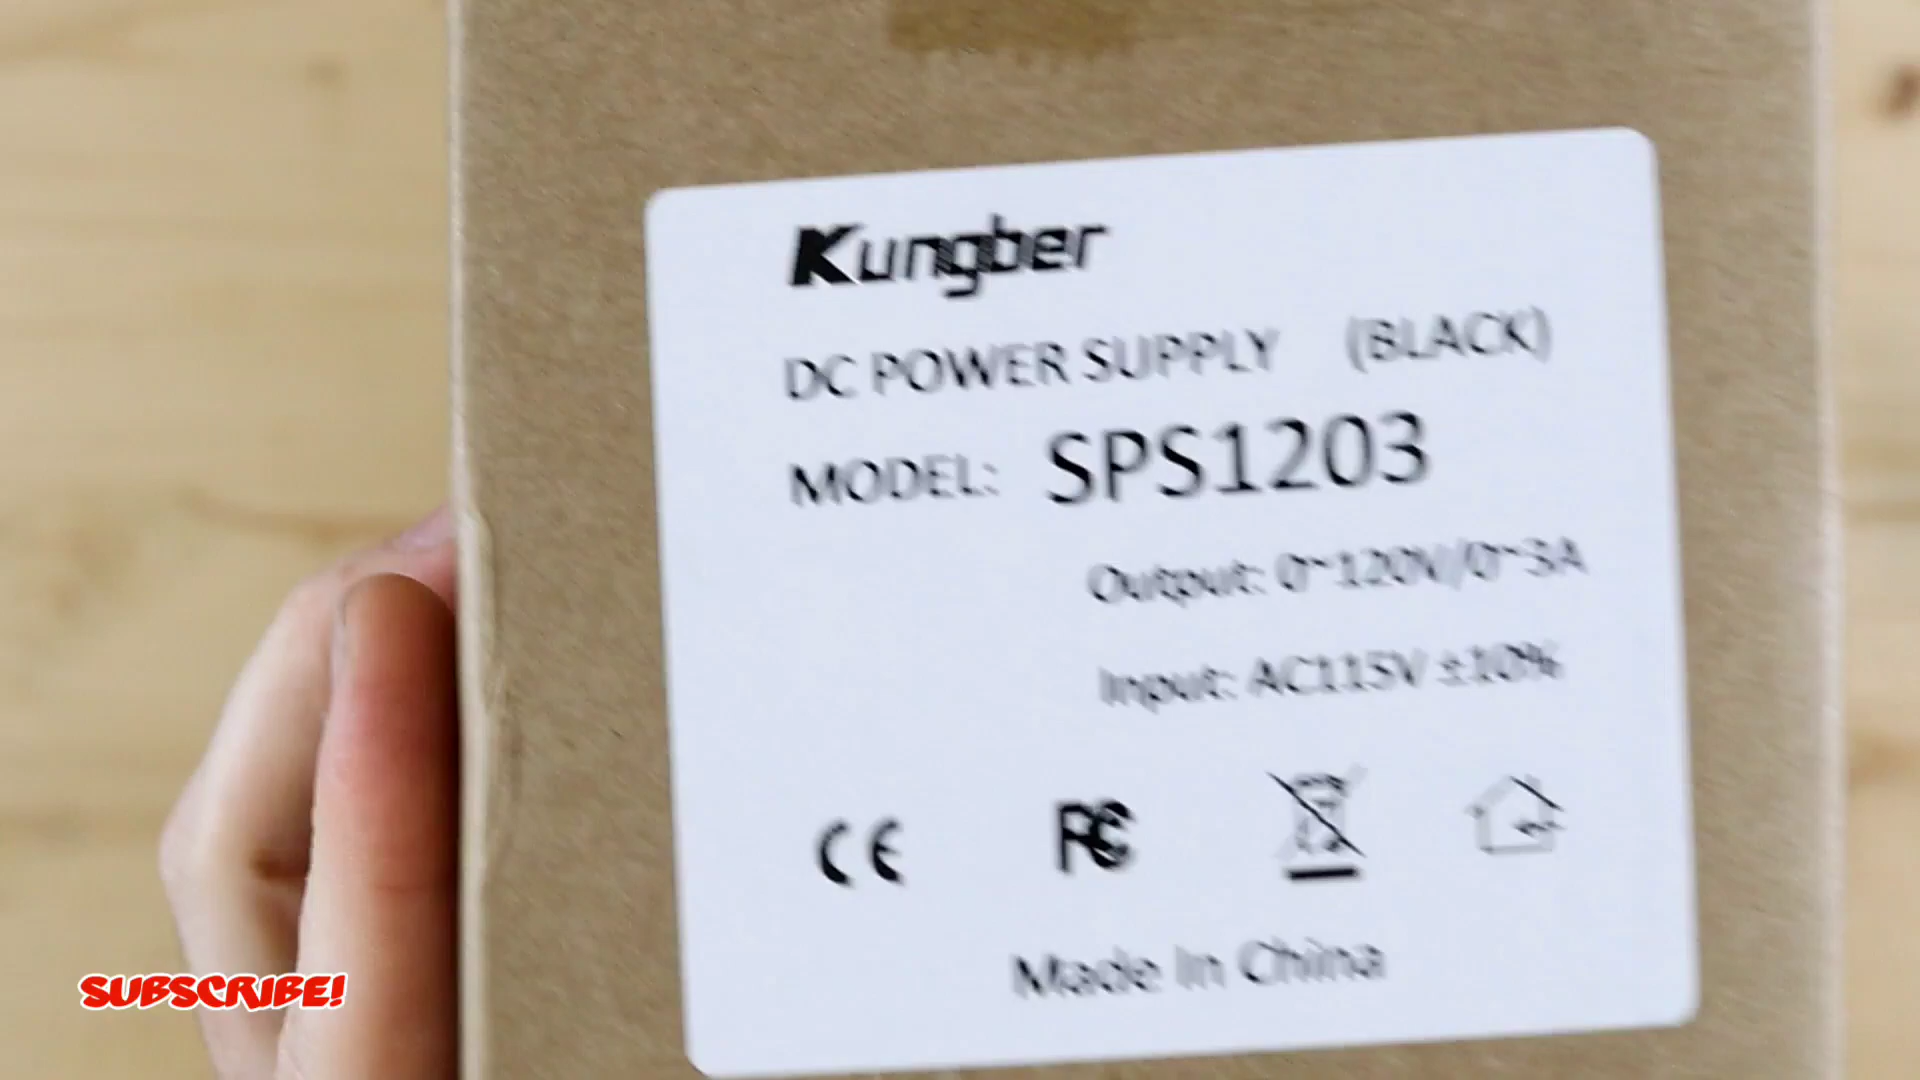 Kungber
DC POWER SUPPLY (BLACK)
MODEL: SPS1203
Output: 0~120V/0~3A
Input: AC115V ±10%
CE FC
Made In China
SUBSCRIBE!